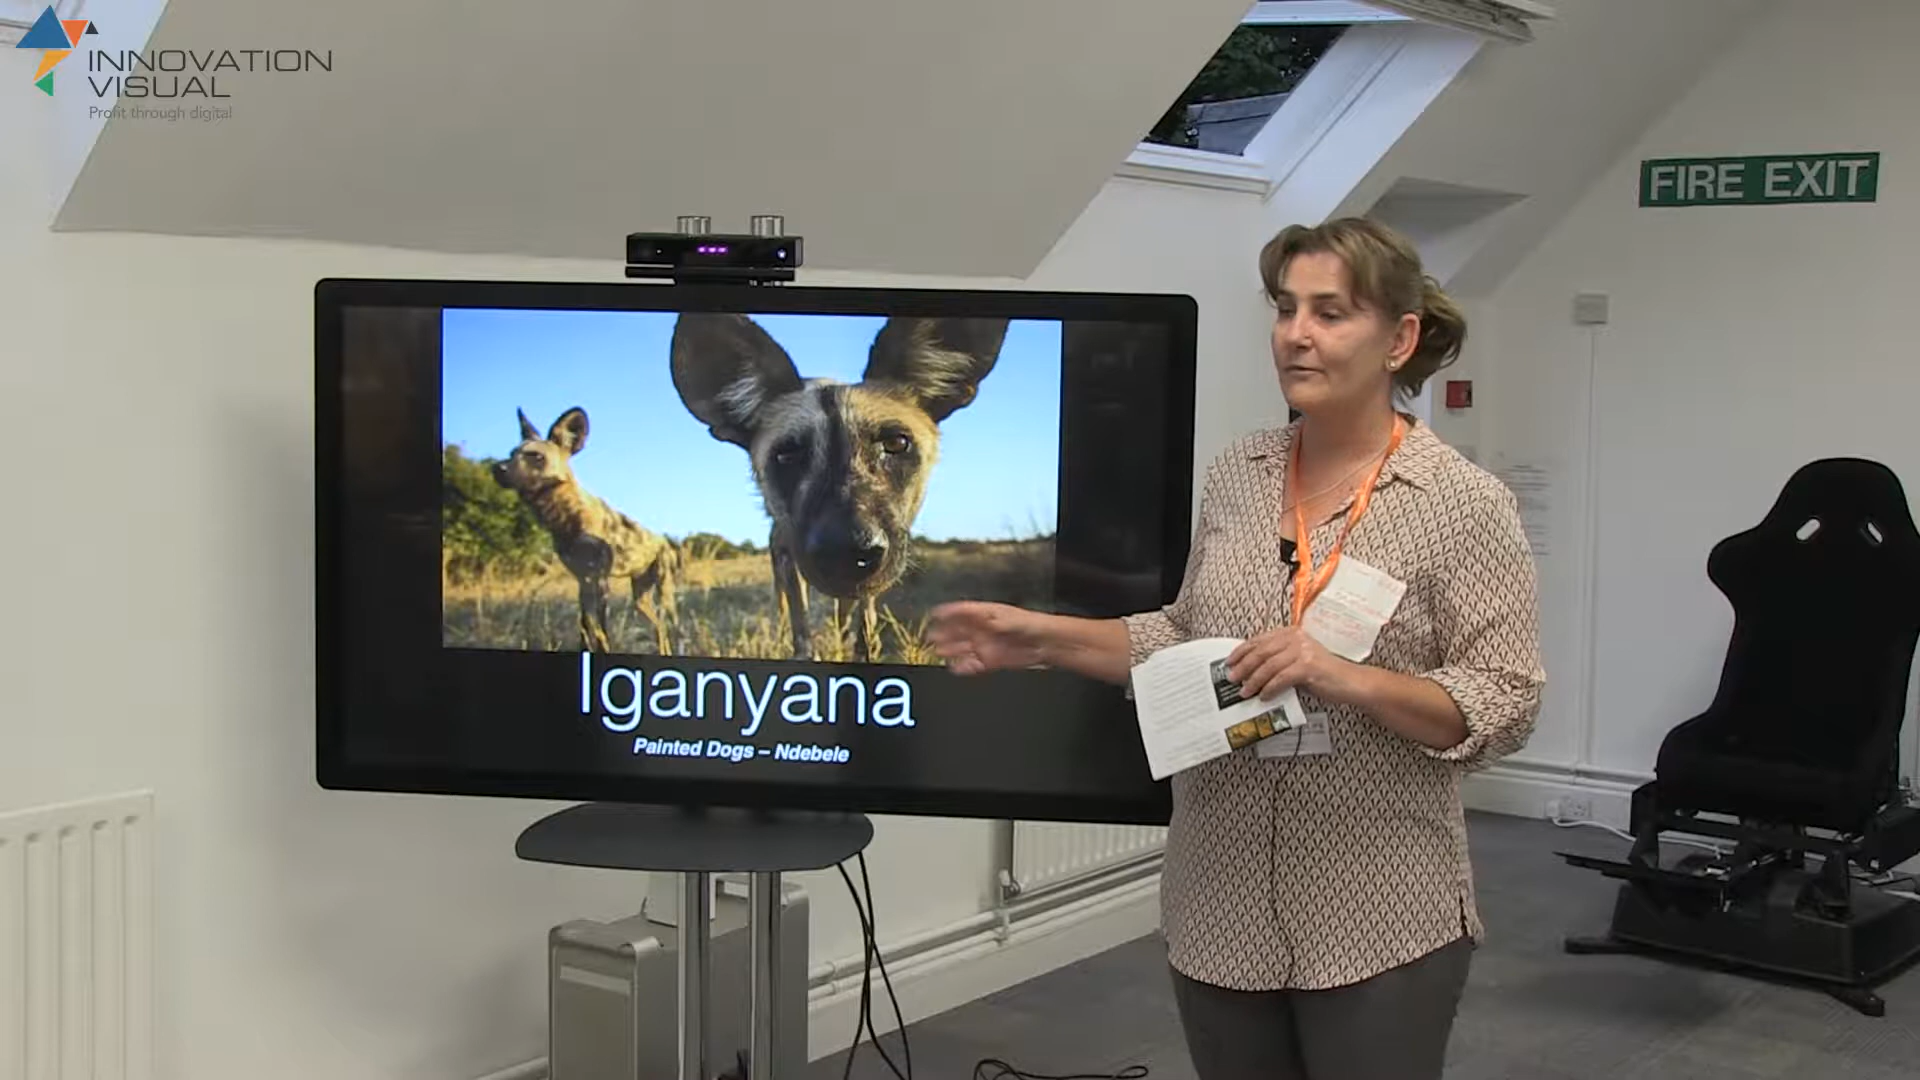 INNOVATION
VISUAL
Profit through digital
FIRE EXIT
Iganyana
Painted Dogs – Ndebele